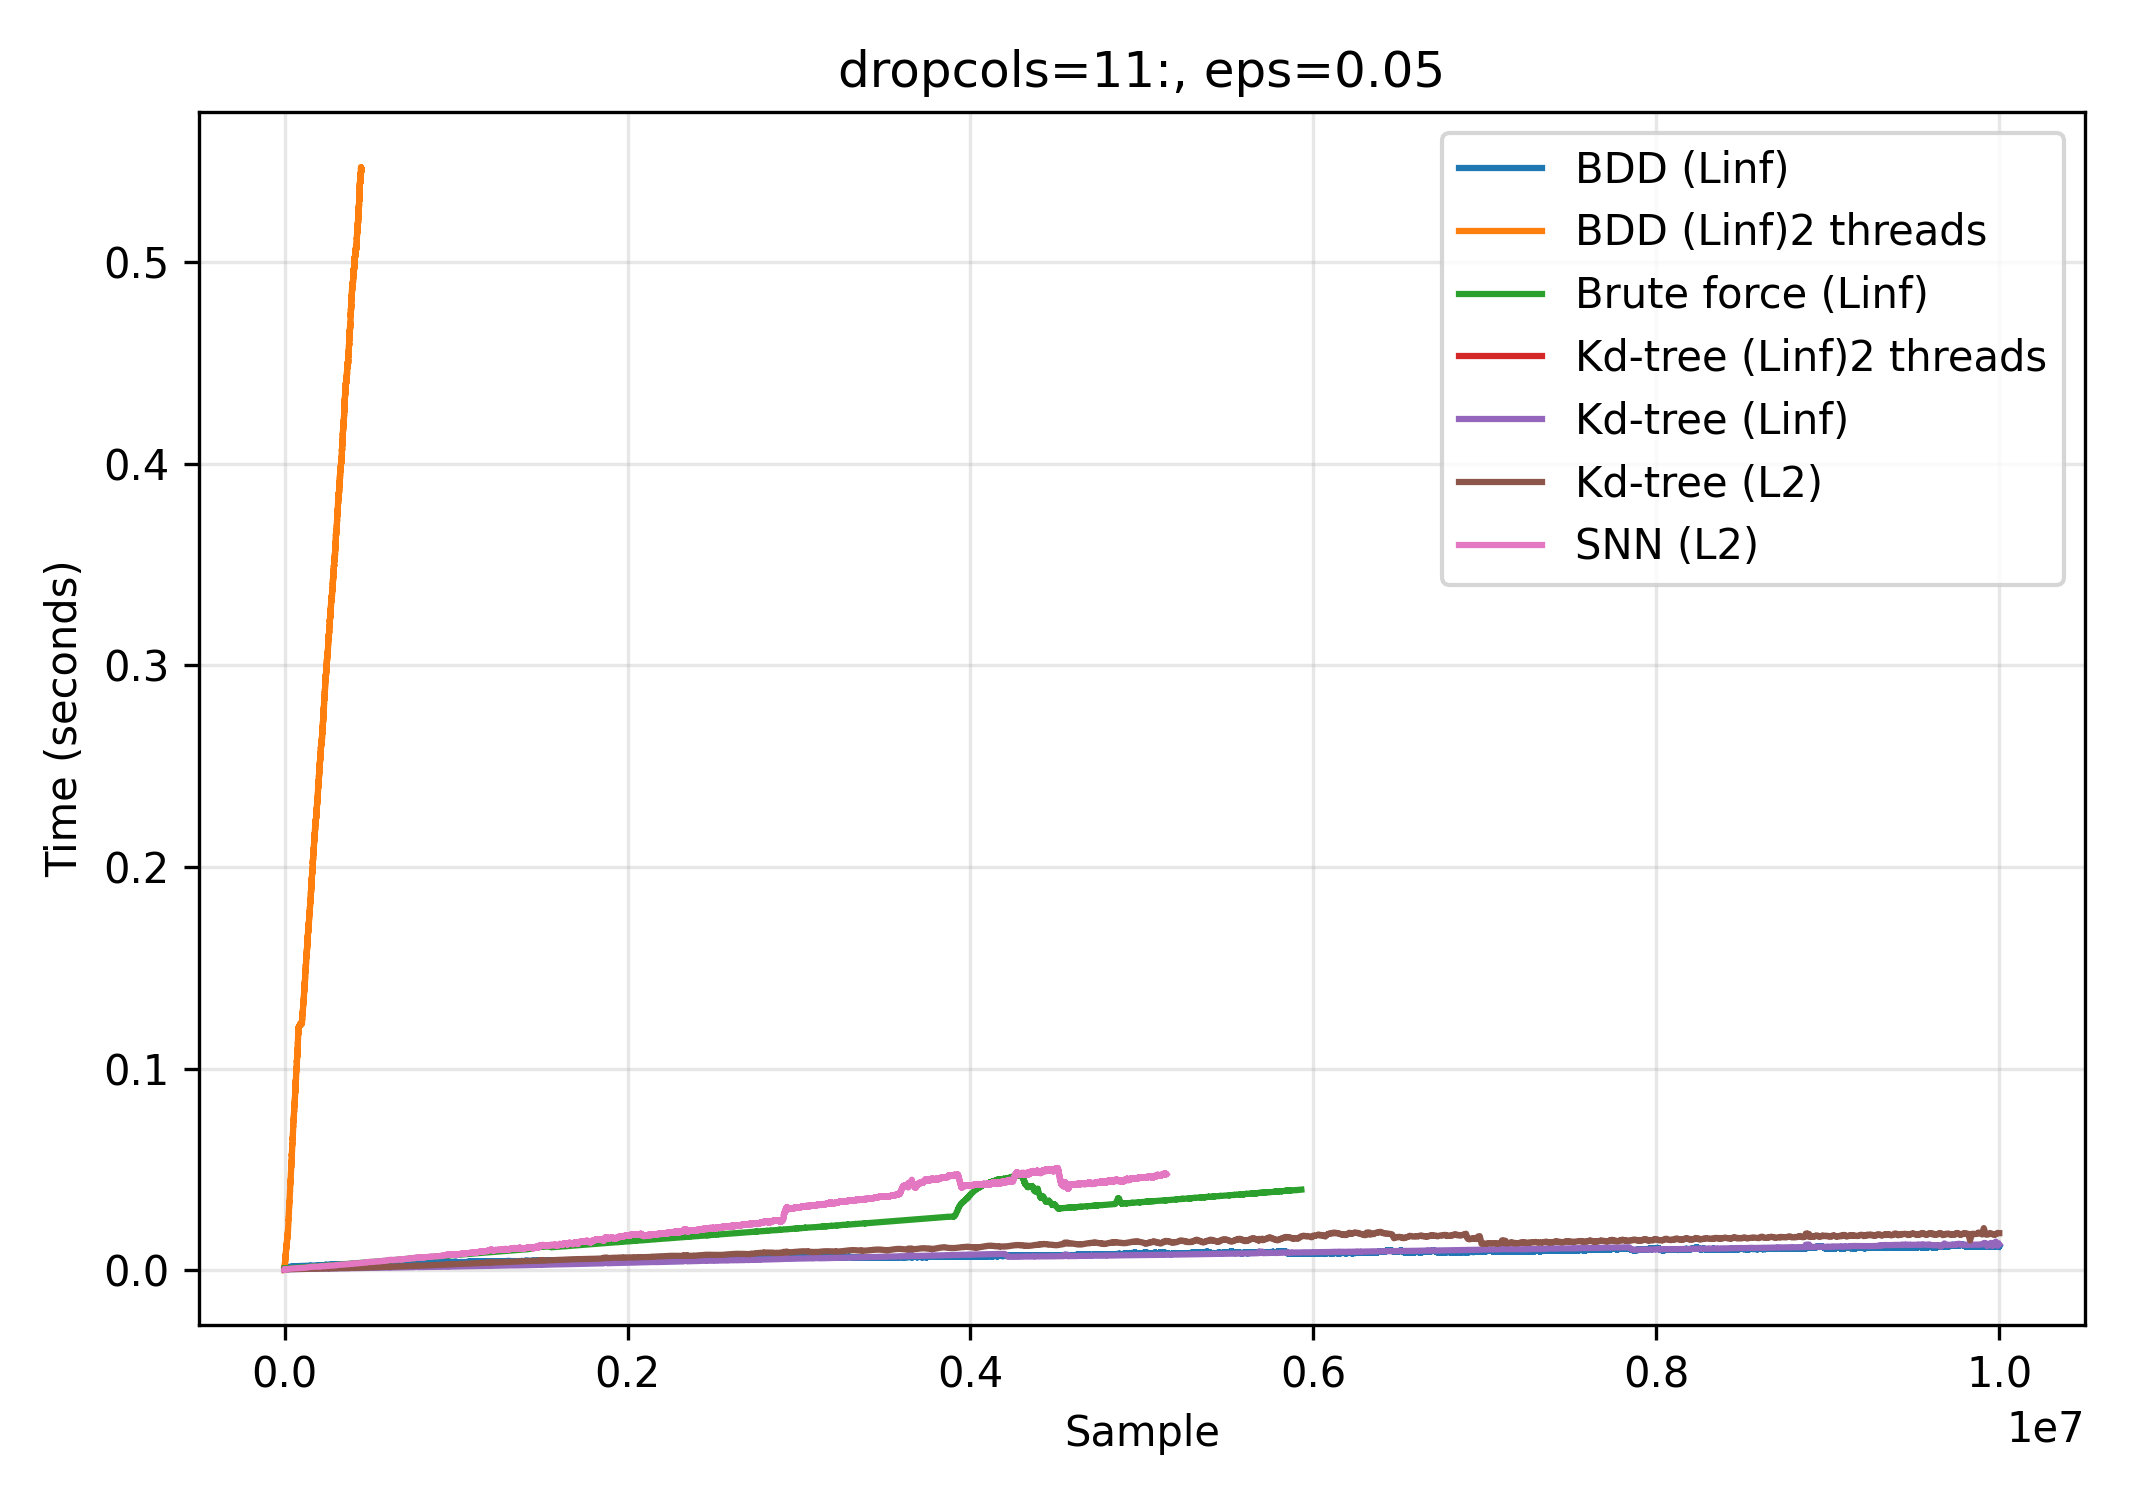 dropcols=11:, eps=0.05
BDD (Linf)
BDD (Linf)2 threads
Brute force (Linf)
Kd-tree (Linf)2 threads
Kd-tree (Linf)
Kd-tree (L2)
SNN (L2)
Time (seconds)
0.5
0.4
0.3
0.2
0.1
0.0
0.0 0.2 0.4 0.6 0.8 1.0
1e7
Sample